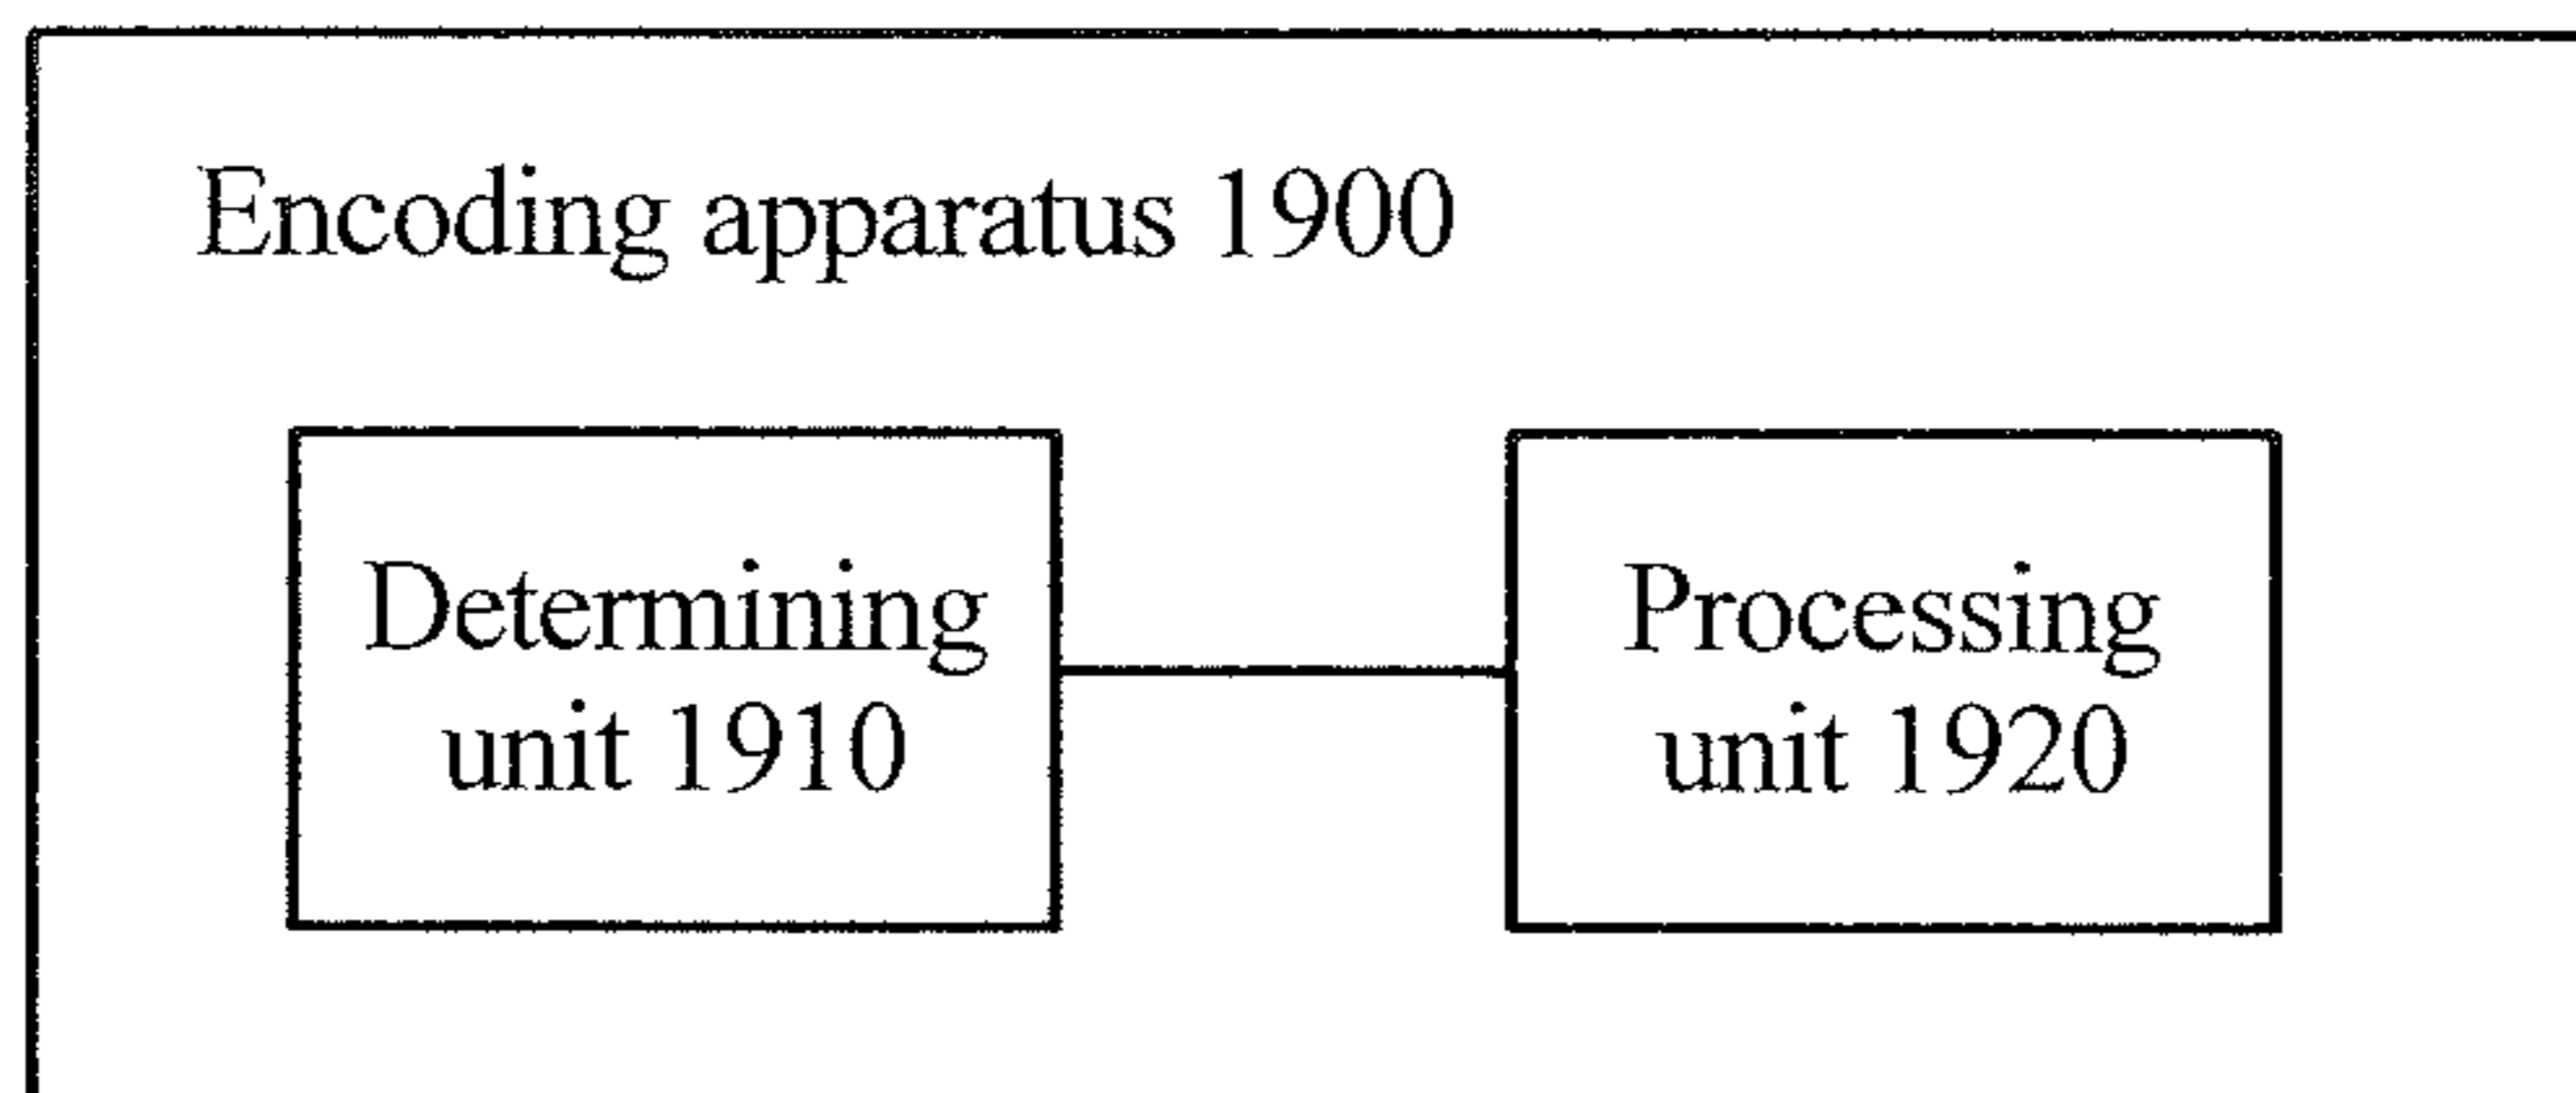 Encoding apparatus 1900
Determining
unit 1910
Processing
unit 1920